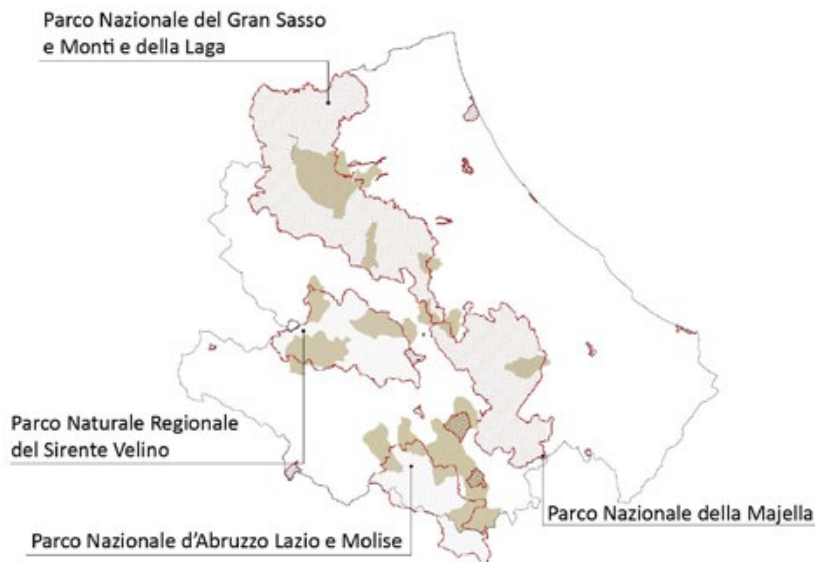 Parco Nazionale del Gran Sasso
e Monti e della Laga
Parco Naturale Regionale
del Sirente Velino
Parco Nazionale della Majella
Parco Nazionale d'Abruzzo Lazio e Molise